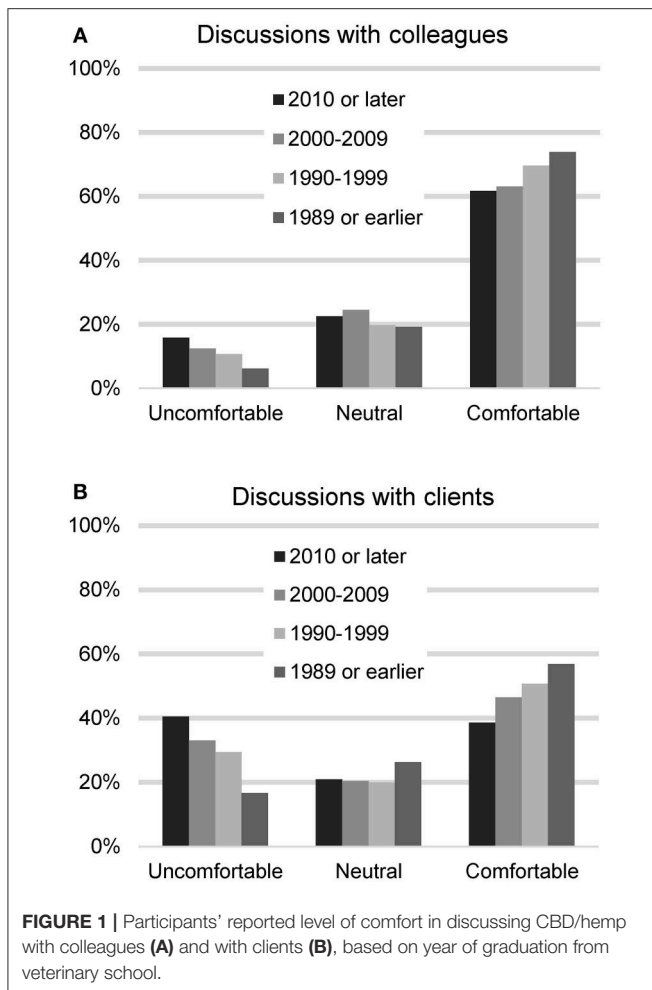 A
Discussions with colleagues
100%
80%
60%
40%
20%
0%
2010 or later
2000-2009
1990-1999
1989 or earlier
Uncomfortable Neutral Comfortable
B
Discussions with clients
100%
80%
60%
40%
20%
0%
2010 or later
2000-2009
1990-1999
1989 or earlier
Uncomfortable Neutral Comfortable
FIGURE 1 | Participants' reported level of comfort in discussing CBD/hemp
with colleagues (A) and with clients (B), based on year of graduation from
veterinary school.